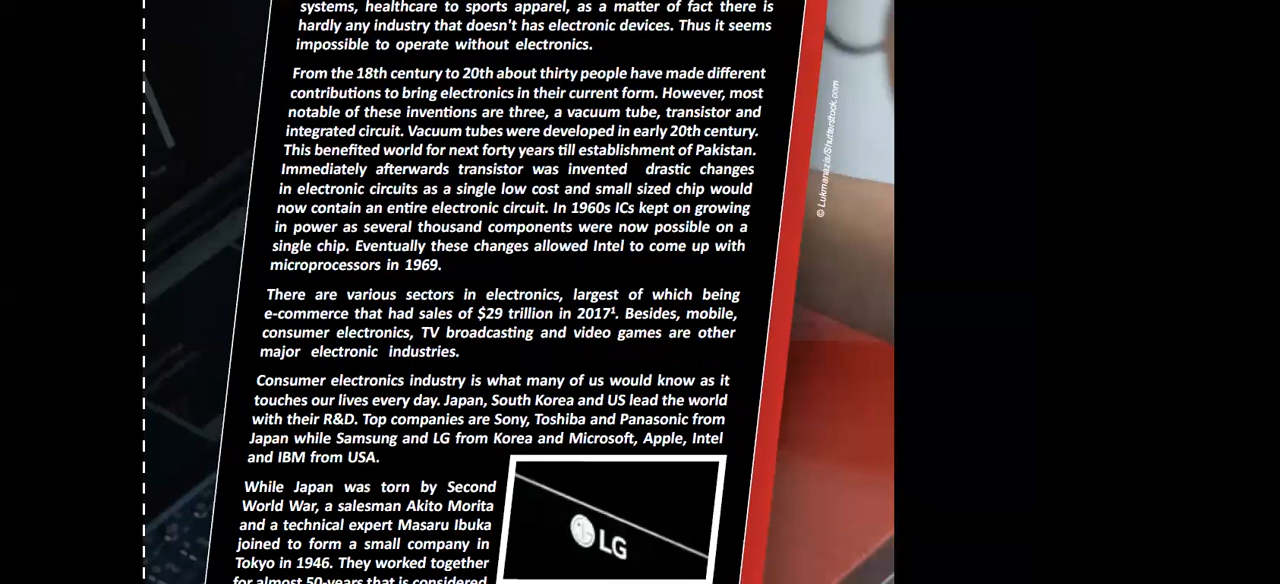 systems, healthcare to sports apparel, as a matter of fact there is
hardly any industry that doesn't has electronic devices. Thus it seems
impossible to operate without electronics.
From the 18th century to 20th about thirty people have made different
contributions to bring electronics in their current form. However, most
notable of these inventions are three, a vacuum tube, transistor and
integrated circuit. Vacuum tubes were developed in early 20th century.
This benefited world for next forty years till establishment of Pakistan.
Immediately afterwards transistor was invented drastic changes
in electronic circuits as a single low cost and small sized chip would
now contain an entire electronic circuit. In 1960s ICs kept on growing
in power as several thousand components were now possible on a
single chip. Eventually these changes allowed Intel to come up with
microprocessors in 1969.
There are various sectors in electronics, largest of which being
e-commerce that had sales of $29 trillion in 2017¹. Besides, mobile,
consumer electronics, TV broadcasting and video games are other
major electronic industries.
Consumer electronics industry is what many of us would know as it
touches our lives every day. Japan, South Korea and US lead the world
with their R&D. Top companies are Sony, Toshiba and Panasonic from
Japan while Samsung and LG from Korea and Microsoft, Apple, Intel
and IBM from USA.
While Japan was torn by Second
World War, a salesman Akito Morita
and a technical expert Masaru Ibuka
joined to form a small company in
Tokyo in 1946. They worked together
for almost 50-years that is considered
LG
© Lukmanazis/Shutterstock.com